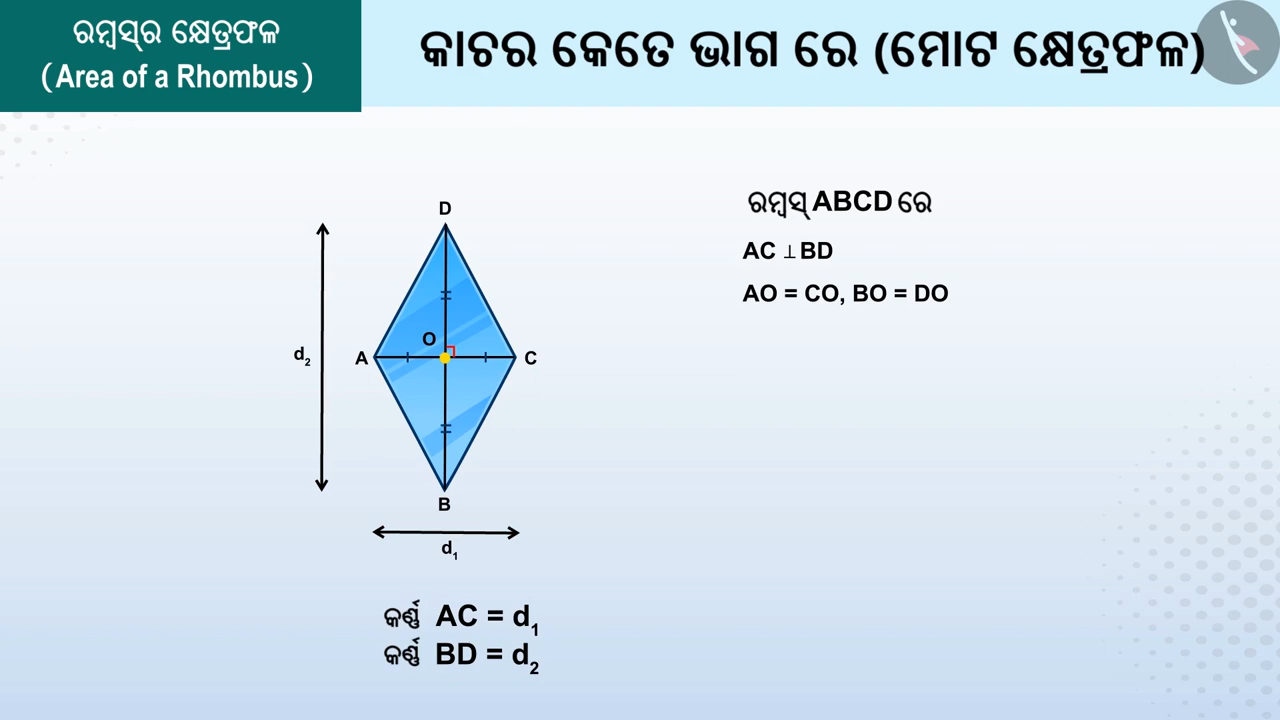 ରମ୍ବସ୍‌ର କ୍ଷେତ୍ରଫଳ
(Area of a Rhombus)
କାଚର କେତେ ଭାଗ ରେ (ମୋଟ କ୍ଷେତ୍ରଫଳ)
ରମ୍ବସ୍ ABCD ରେ
AC ⊥ BD
AO = CO, BO = DO
D
O
d₂
A
C
B
d₁
କର୍ଣ୍ଣ AC = d₁
କର୍ଣ୍ଣ BD = d₂